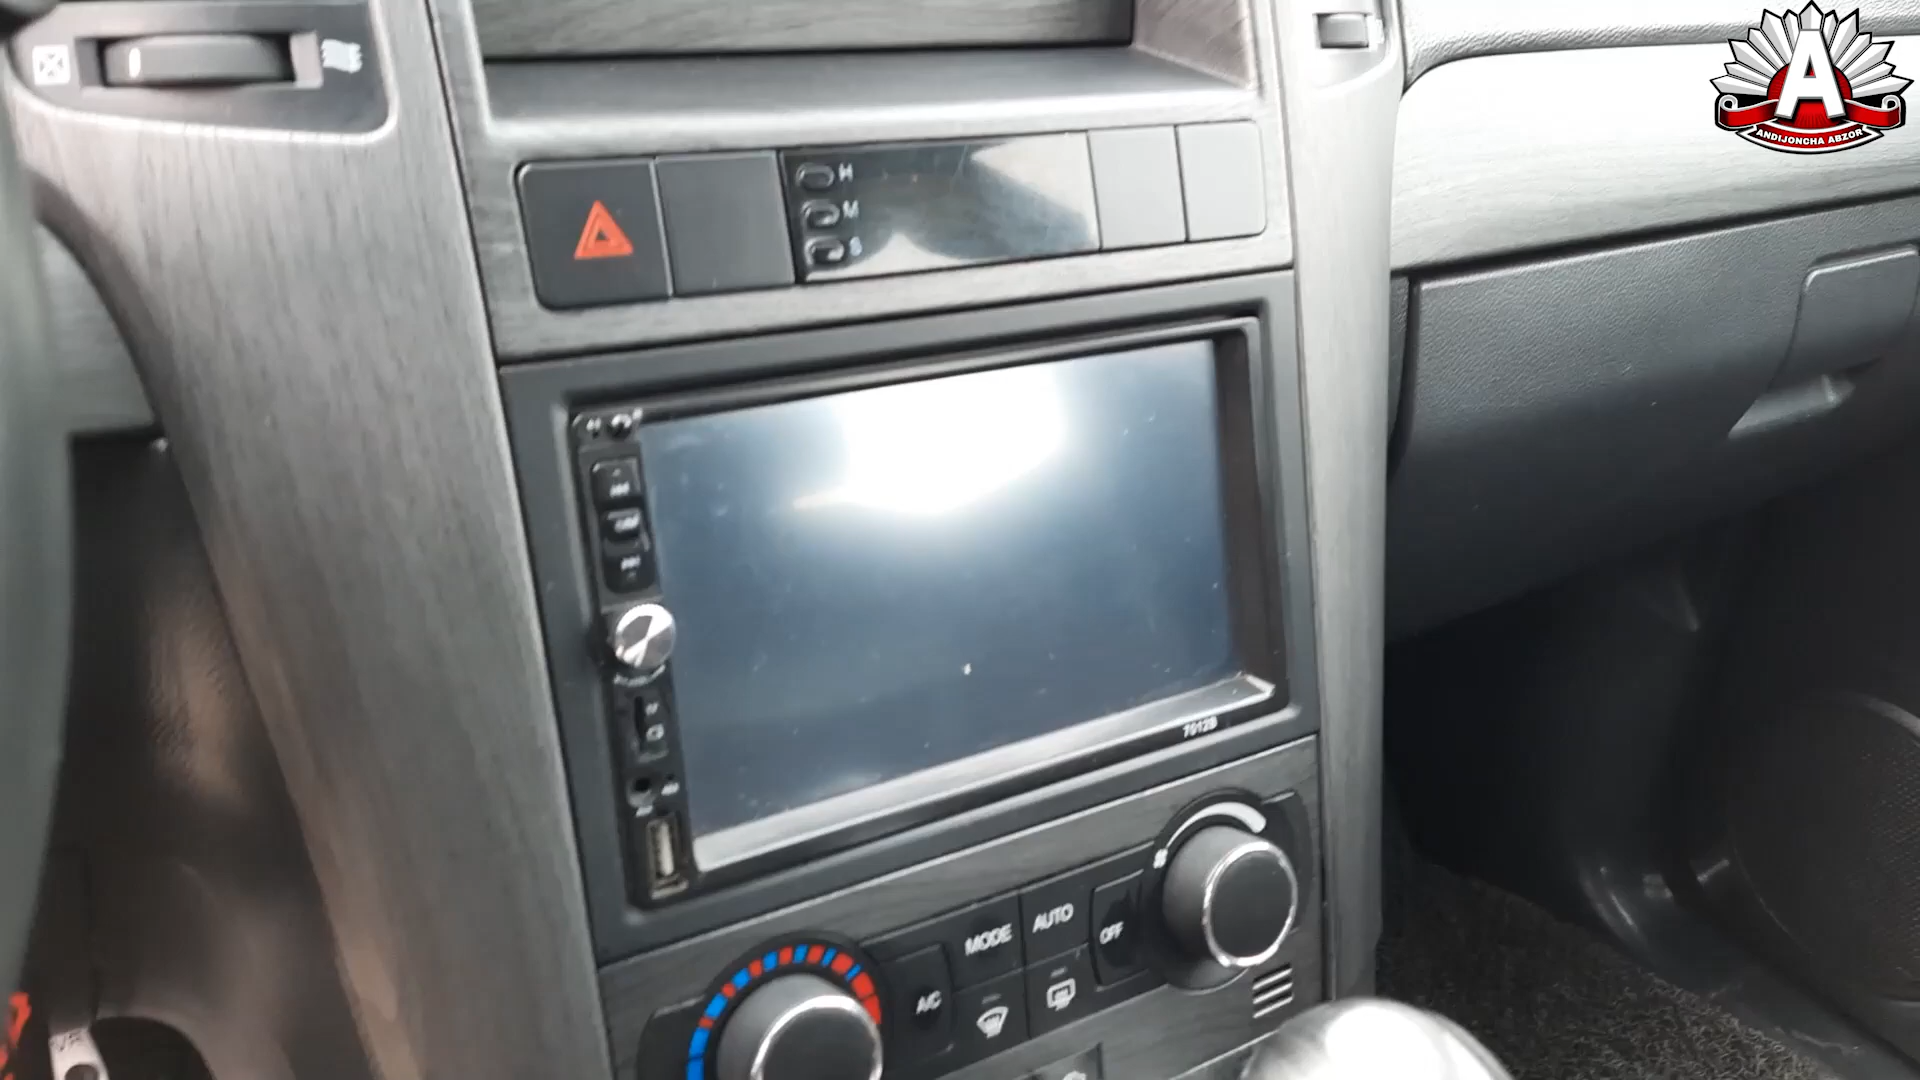 A
ANDIJONCHA ABZOR
H
M
S
7012B
MODE
AUTO
OFF
A/C